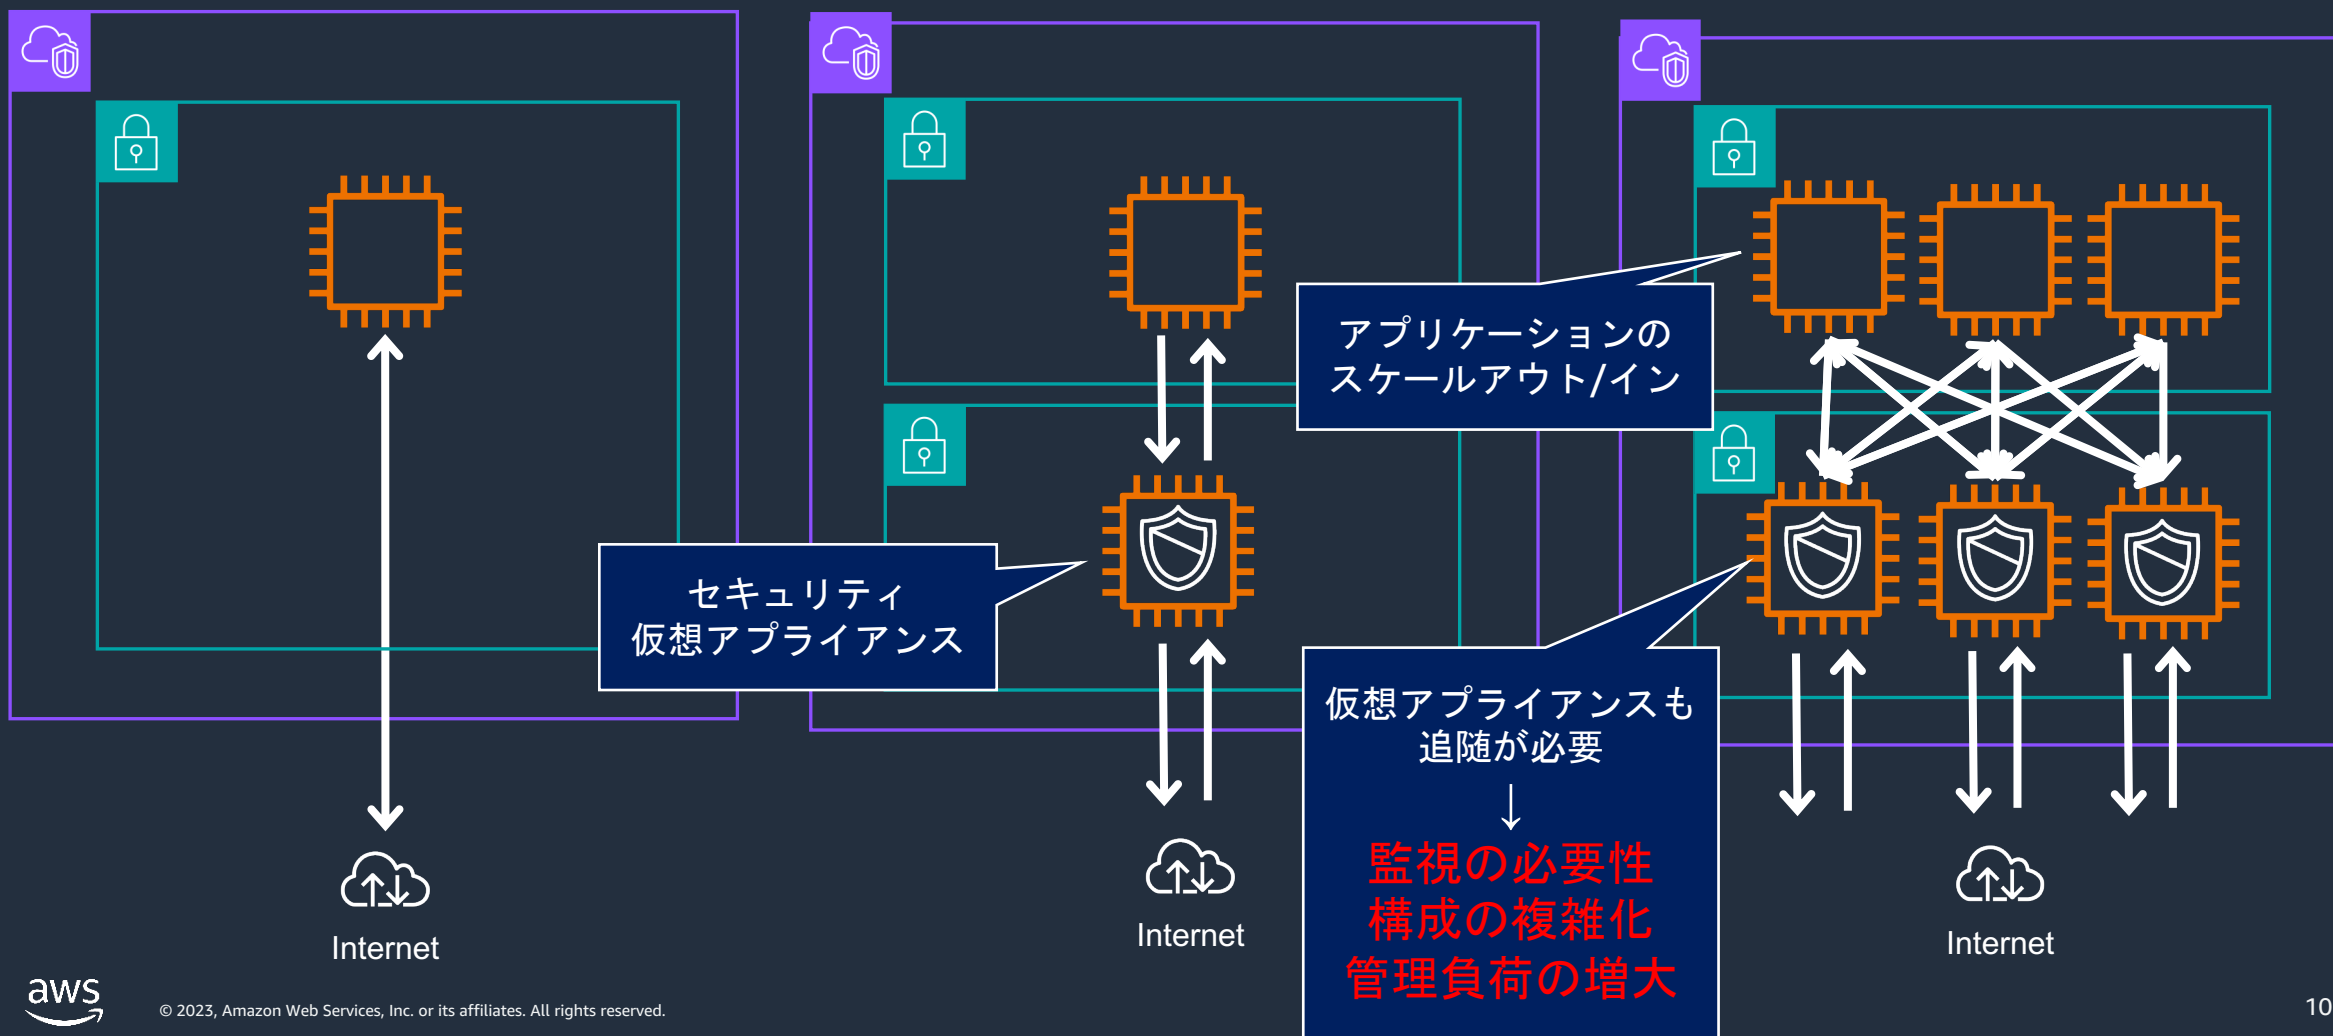 アプリケーションの
スケールアウト/イン
セキュリティ
仮想アプライアンス
仮想アプライアンスも
追随が必要
↓
監視の必要性
構成の複雑化
管理負荷の増大
Internet
Internet
Internet
aws
© 2023, Amazon Web Services, Inc. or its affiliates. All rights reserved.
10